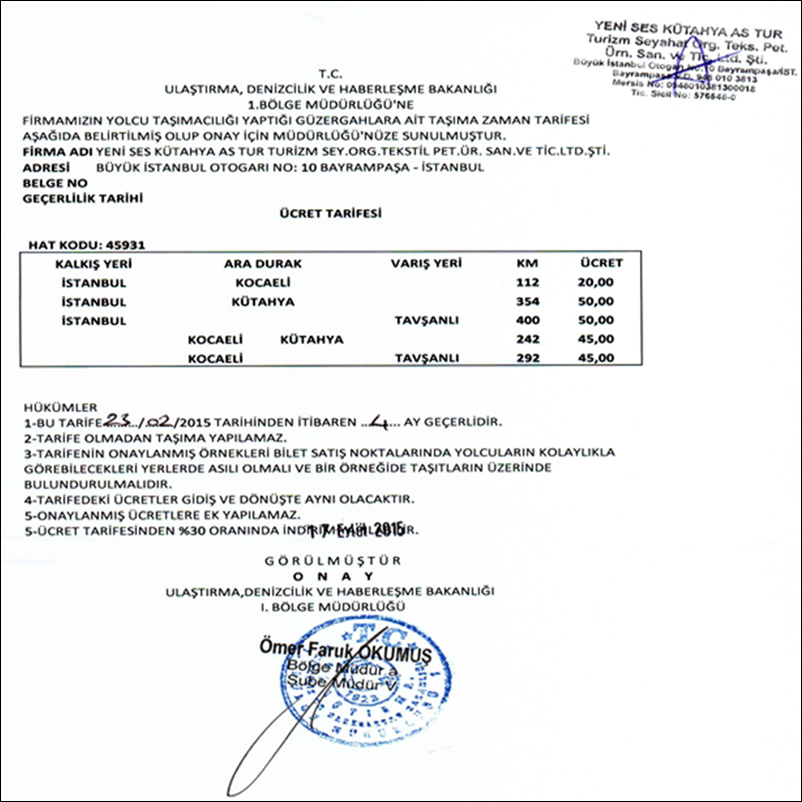 YENİ SES KÜTAHYA AS TUR
Turizm Seyahat Org. Teks. Pet.
Ürn. San. ve Tic. Ltd. Şti.
Büyük İstanbul Otogarı No:10 Bayrampaşa/İST.
Bayrampaşa V.D. 948 010 3813
Mersis No: 0948010381300018
Tic. Sicil No: 576548-0
T.C.
ULAŞTIRMA, DENİZCİLİK VE HABERLEŞME BAKANLIĞI
1.BÖLGE MÜDÜRLÜĞÜ'NE
FİRMAMIZIN YOLCU TAŞIMACILIĞI YAPTIĞI GÜZERGAHLARA AİT TAŞIMA ZAMAN TARİFESİ
AŞAĞIDA BELİRTİLMİŞ OLUP ONAY İÇİN MÜDÜRLÜĞÜ'NÜZE SUNULMUŞTUR.
FİRMA ADI YENİ SES KÜTAHYA AS TUR TURİZM SEY.ORG.TEKSTİL PET.ÜR. SAN.VE TİC.LTD.ŞTİ.
ADRESİ BÜYÜK İSTANBUL OTOGARI NO: 10 BAYRAMPAŞA - İSTANBUL
BELGE NO
GEÇERLİLİK TARİHİ
ÜCRET TARİFESİ
HAT KODU: 45931
KALKIŞ YERİ ARA DURAK VARIŞ YERİ KM ÜCRET
İSTANBUL KOCAELİ 112 20,00
İSTANBUL KÜTAHYA 354 50,00
İSTANBUL TAVŞANLI 400 50,00
KOCAELİ KÜTAHYA 242 45,00
KOCAELİ TAVŞANLI 292 45,00
HÜKÜMLER
1-BU TARİFE 23.../02/2015 TARİHİNDEN İTİBAREN ..4.... AY GEÇERLİDİR.
2-TARİFE OLMADAN TAŞIMA YAPILAMAZ.
3-TARİFENİN ONAYLANMIŞ ÖRNEKLERİ BİLET SATIŞ NOKTALARINDA YOLCULARIN KOLAYLIKLA
GÖREBİLECEKLERİ YERLERDE ASILI OLMALI VE BİR ÖRNEĞİDE TAŞITLARIN ÜZERİNDE
BULUNDURULMALIDIR.
4-TARİFEDEKİ ÜCRETLER GİDİŞ VE DÖNÜŞTE AYNI OLACAKTIR.
5-ONAYLANMIŞ ÜCRETLERE EK YAPILAMAZ.
5-ÜCRET TARİFESİNDEN %30 ORANINDA
17 Eylül 2015
GÖRÜLMÜŞTÜR
O N A Y
ULAŞTIRMA,DENİZCİLİK VE HABERLEŞME BAKANLIĞI
I. BÖLGE MÜDÜRLÜĞÜ
T.C.
Ömer Faruk OKUMUŞ
Bölge Müdür a.
Şube Müdür V.